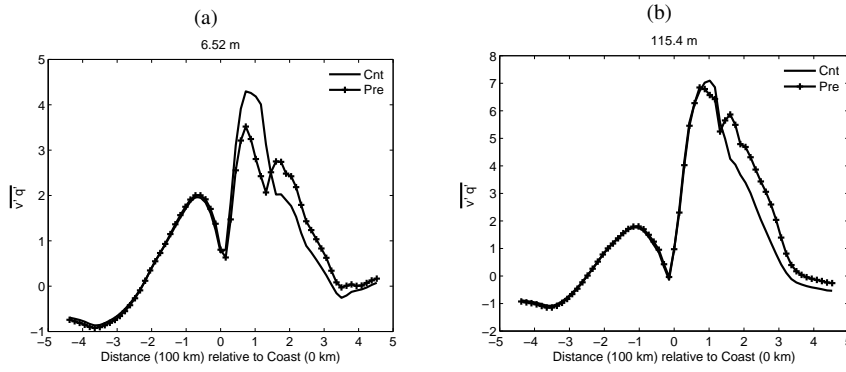 (a)
6.52 m
5
4
3
2
1
0
−1
−5 −4 −3 −2 −1 0 1 2 3 4 5
v' q'
Distance (100 km) relative to Coast (0 km)
Cnt
Pre
(b)
115.4 m
8
7
6
5
4
3
2
1
0
−1
−2
−5 −4 −3 −2 −1 0 1 2 3 4 5
v' q'
Distance (100 km) relative to Coast (0 km)
Cnt
Pre